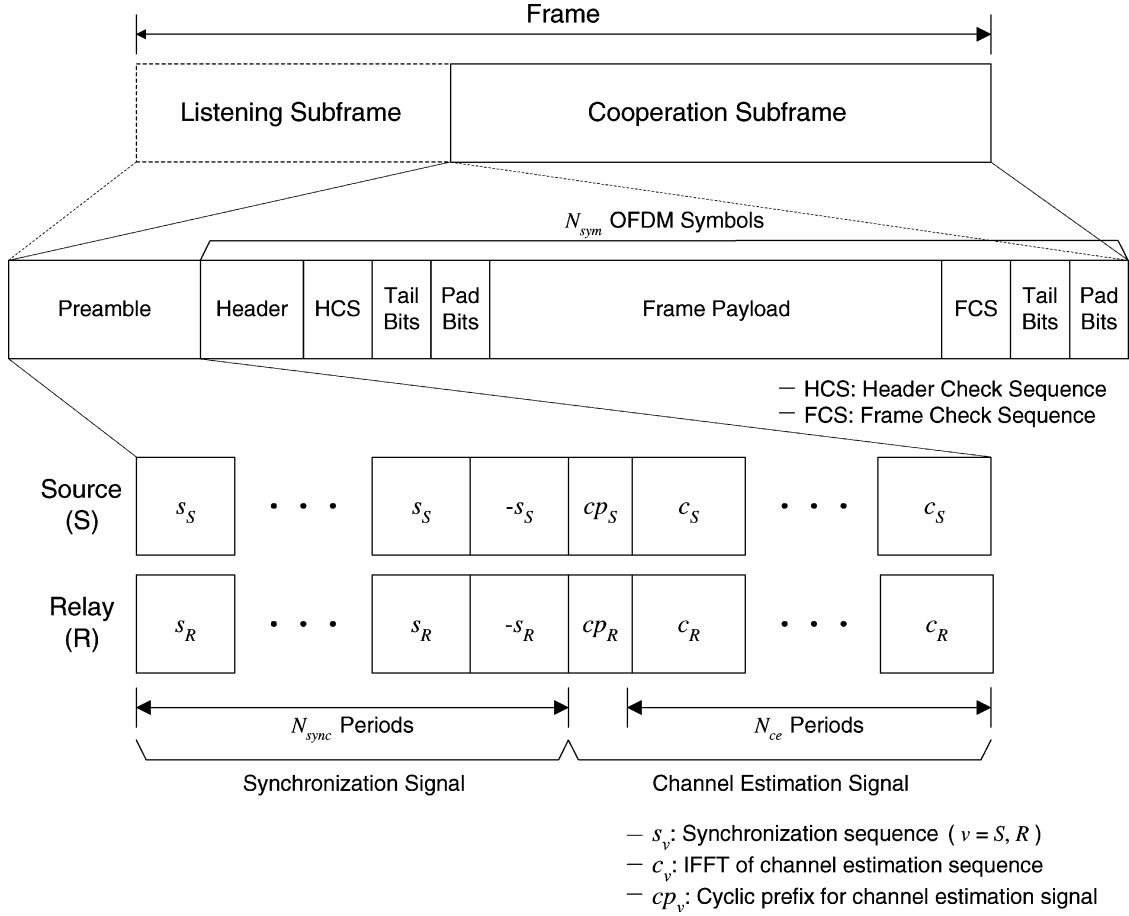 Frame
Listening Subframe
Cooperation Subframe
N_sym OFDM Symbols
Preamble
Header
HCS
Tail
Bits
Pad
Bits
Frame Payload
FCS
Tail
Bits
Pad
Bits
— HCS: Header Check Sequence
— FCS: Frame Check Sequence
Source
(S)
s_S
• • •
s_S
-s_S
cp_S
c_S
• • •
c_S
Relay
(R)
s_R
• • •
s_R
-s_R
cp_R
c_R
• • •
c_R
N_sync Periods
N_ce Periods
Synchronization Signal
Channel Estimation Signal
— s_v: Synchronization sequence ( v = S, R )
— c_v: IFFT of channel estimation sequence
— cp_v: Cyclic prefix for channel estimation signal